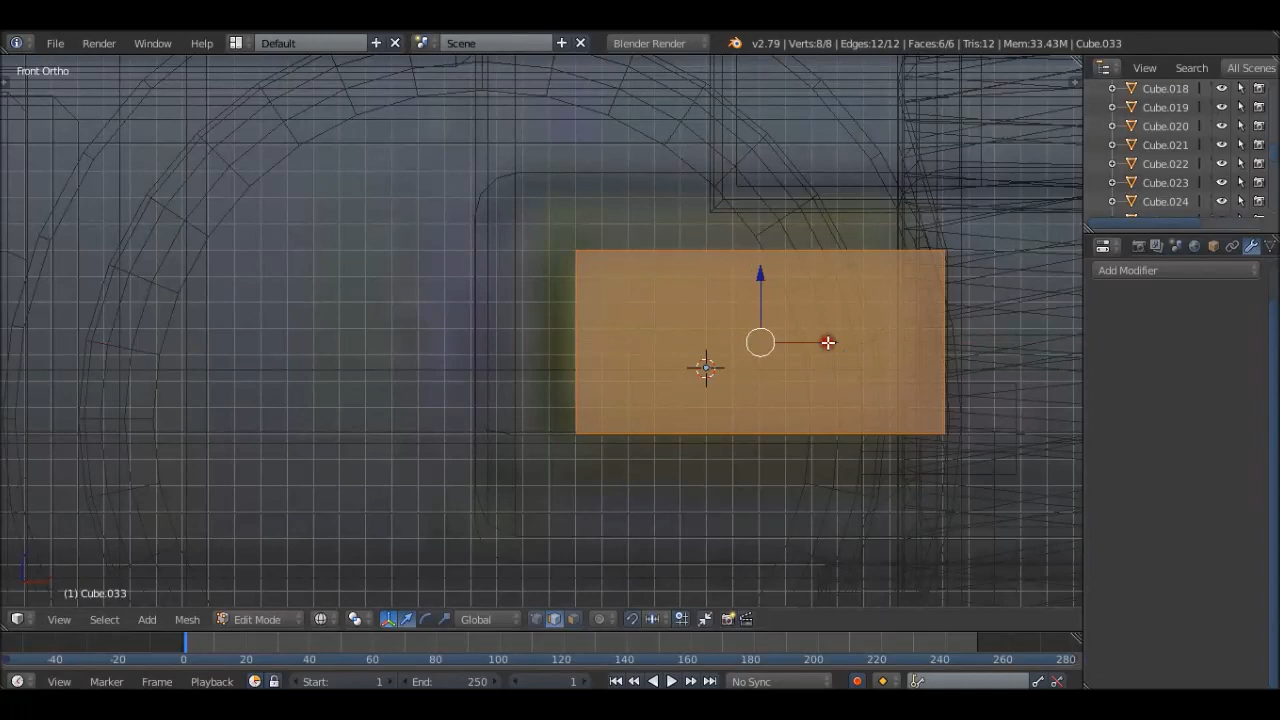 File Render Window Help Default Scene Blender Render v2.79 | Verts:8/8 | Edges:12/12 | Faces:6/6 | Tris:12 | Mem:33.43M | Cube.033
Front Ortho
View Search All Scenes
Cube.018
Cube.019
Cube.020
Cube.021
Cube.022
Cube.023
Cube.024
Add Modifier
(1) Cube.033
View Select Add Mesh Edit Mode Global
-40 -20 0 20 40 60 80 100 120 140 160 180 200 220 240 260 280
View Marker Frame Playback Start: 1 End: 250 1 No Sync